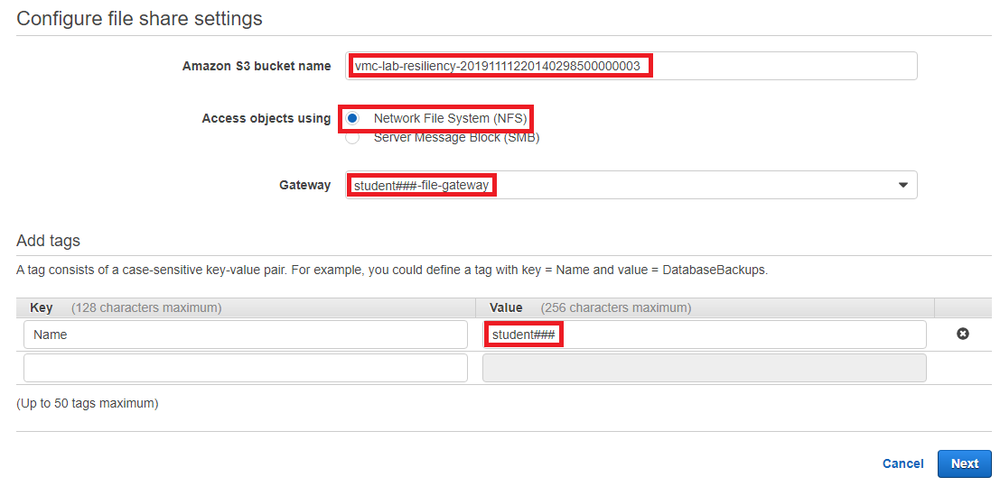 Configure file share settings
Amazon S3 bucket name vmc-lab-resiliency-20191111220140298500000003
Access objects using Network File System (NFS)
Server Message Block (SMB)
Gateway student###-file-gateway
Add tags
A tag consists of a case-sensitive key-value pair. For example, you could define a tag with key = Name and value = DatabaseBackups.
Key (128 characters maximum) Value (256 characters maximum)
Name student###
(Up to 50 tags maximum)
Cancel Next